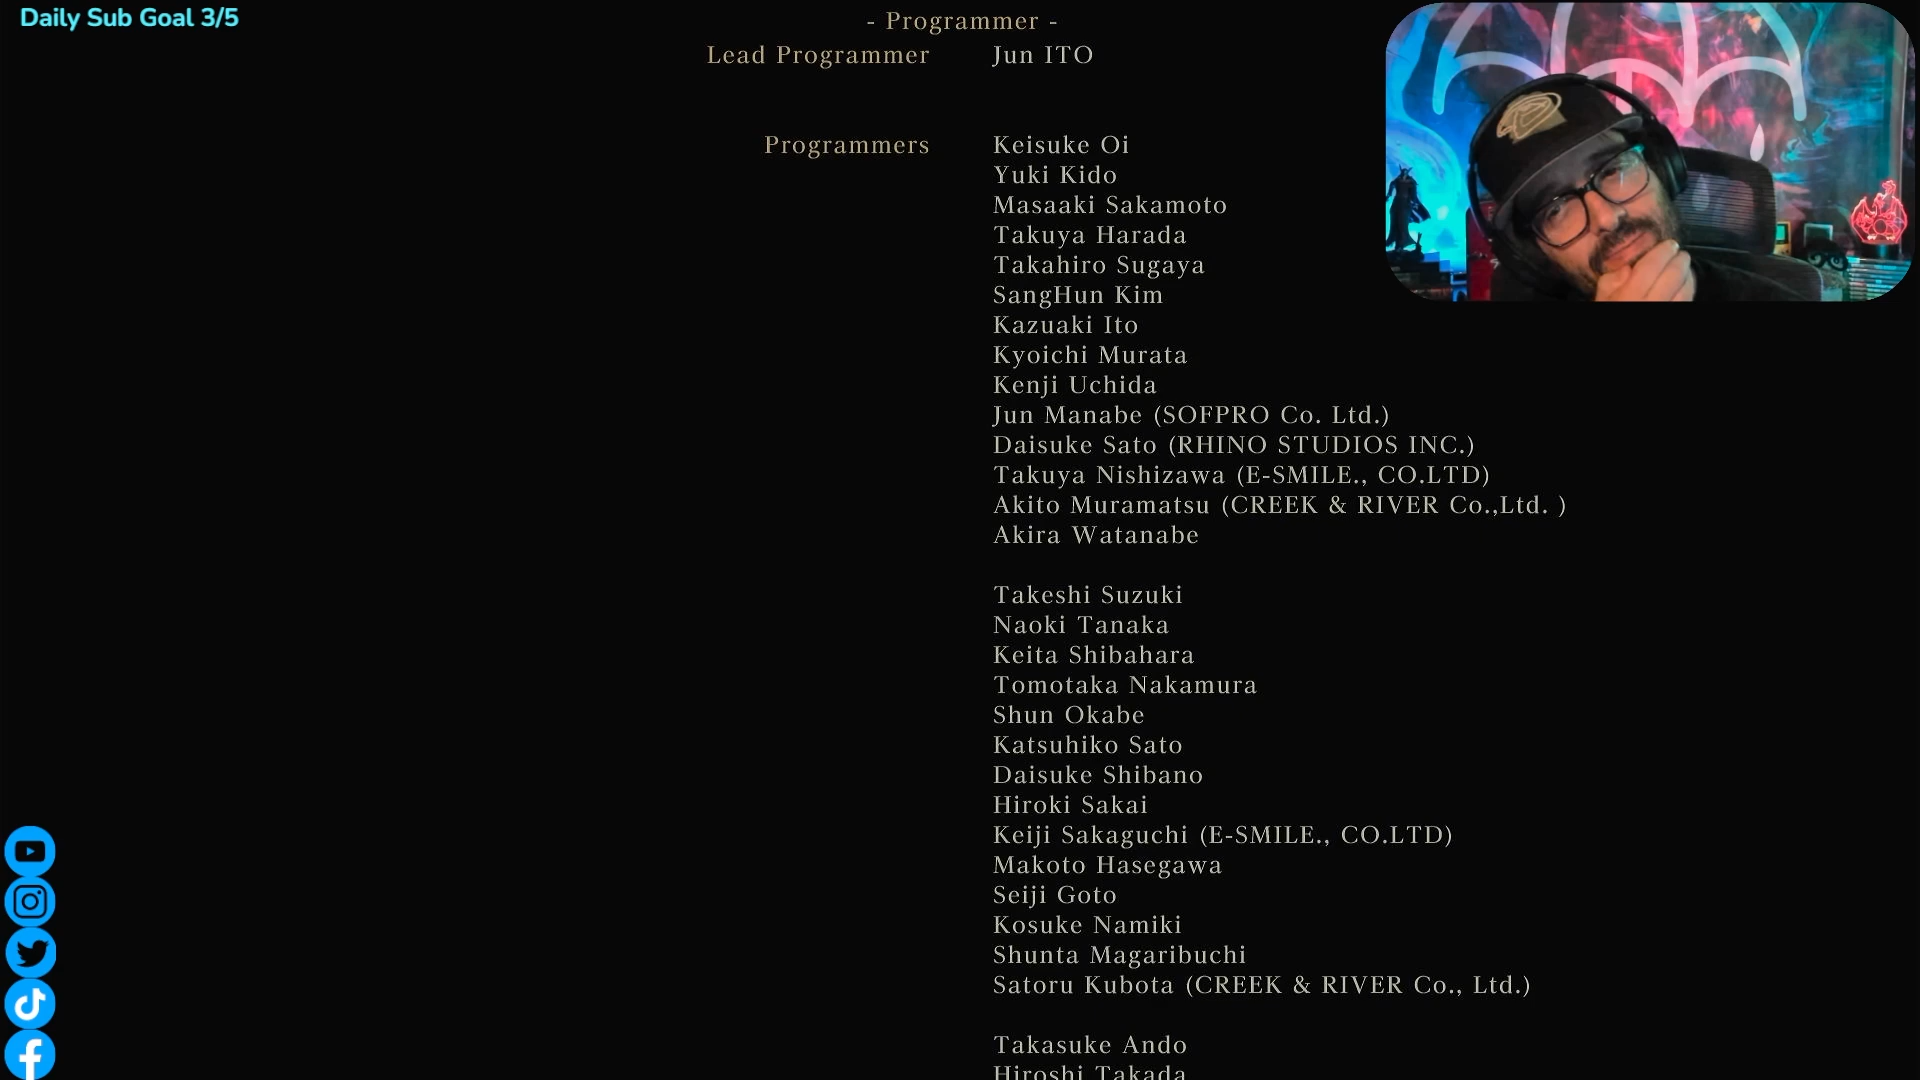 Daily Sub Goal 3/5
- Programmer -
Lead Programmer Jun ITO
Programmers Keisuke Oi
Yuki Kido
Masaaki Sakamoto
Takuya Harada
Takahiro Sugaya
SangHun Kim
Kazuaki Ito
Kyoichi Murata
Kenji Uchida
Jun Manabe (SOFPRO Co. Ltd.)
Daisuke Sato (RHINO STUDIOS INC.)
Takuya Nishizawa (E-SMILE., CO.LTD)
Akito Muramatsu (CREEK & RIVER Co.,Ltd. )
Akira Watanabe
Takeshi Suzuki
Naoki Tanaka
Keita Shibahara
Tomotaka Nakamura
Shun Okabe
Katsuhiko Sato
Daisuke Shibano
Hiroki Sakai
Keiji Sakaguchi (E-SMILE., CO.LTD)
Makoto Hasegawa
Seiji Goto
Kosuke Namiki
Shunta Magaribuchi
Satoru Kubota (CREEK & RIVER Co., Ltd.)
Takasuke Ando
Hiroshi Takada